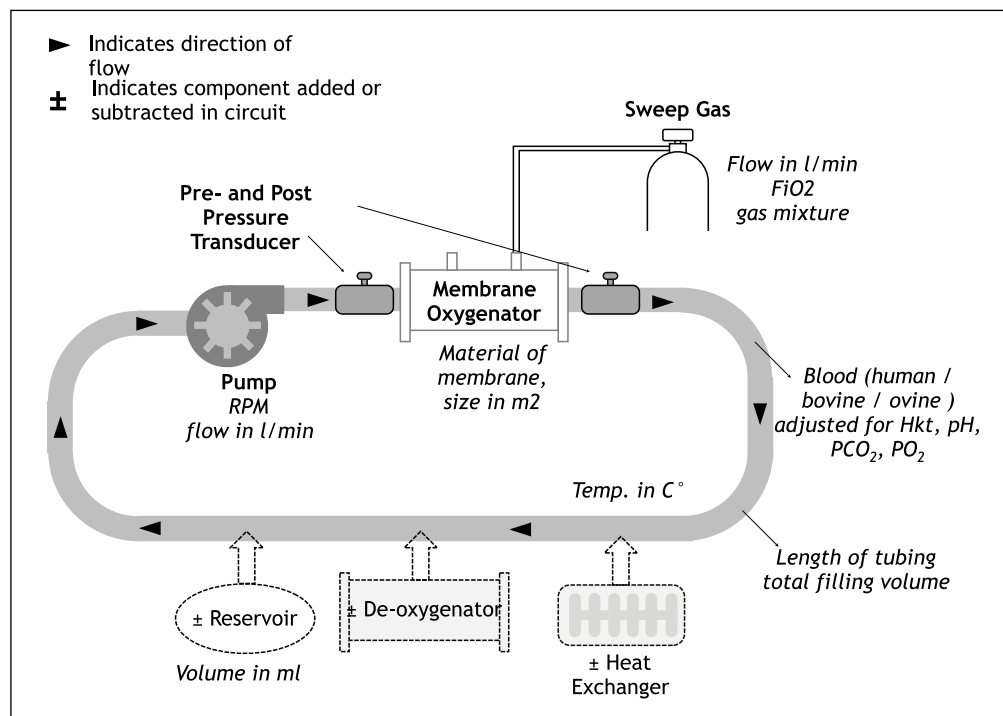 Indicates direction of
flow
± Indicates component added or
subtracted in circuit
Sweep Gas
Flow in l/min
FiO2
gas mixture
Pre- and Post
Pressure
Transducer
Membrane
Oxygenator
Material of
membrane,
size in m2
Pump
RPM
flow in l/min
Blood (human /
bovine / ovine )
adjusted for Hkt, pH,
PCO₂, PO₂
Temp. in C°
Length of tubing
total filling volume
± Reservoir
Volume in ml
± De-oxygenator
± Heat
Exchanger